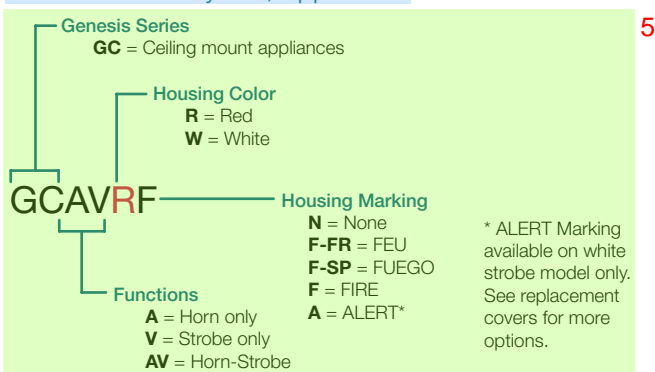 Genesis Series
GC = Ceiling mount appliances
5
Housing Color
R = Red
W = White
GCAVRF
Housing Marking
N = None
F-FR = FEU
F-SP = FUEGO
F = FIRE
A = ALERT*
* ALERT Marking
available on white
strobe model only.
See replacement
covers for more
options.
Functions
A = Horn only
V = Strobe only
AV = Horn-Strobe